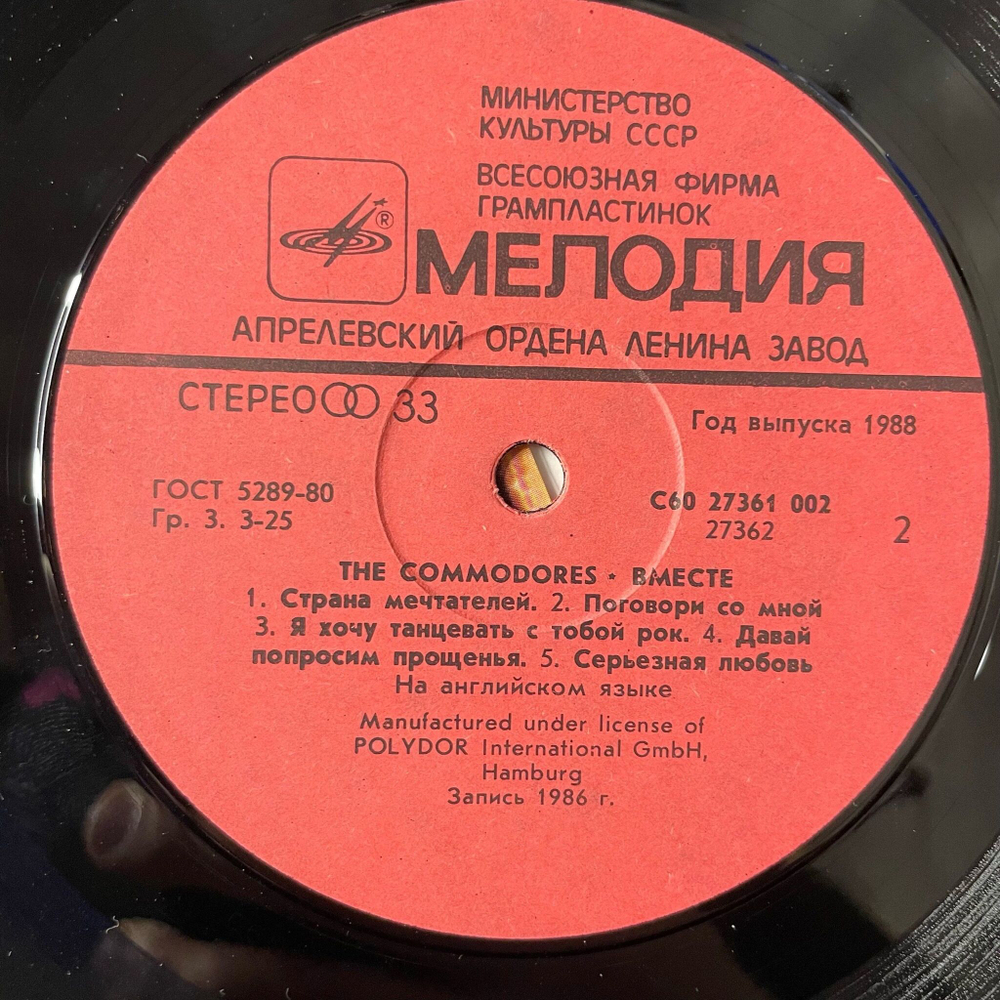 МИНИСТЕРСТВО
КУЛЬТУРЫ СССР
ВСЕСОЮЗНАЯ ФИРМА
ГРАМПЛАСТИНОК
®
МЕЛОДИЯ
АПРЕЛЕВСКИЙ ОРДЕНА ЛЕНИНА ЗАВОД
СТЕРЕО 33
Год выпуска 1988
ГОСТ 5289-80
Гр. 3. 3-25
С60 27361 002
27362
2
THE COMMODORES * ВМЕСТЕ
1. Страна мечтателей. 2. Поговори со мной
3. Я хочу танцевать с тобой рок. 4. Давай
попросим прощенья. 5. Серьезная любовь
На английском языке
Manufactured under license of
POLYDOR International GmbH,
Hamburg
Запись 1986 г.